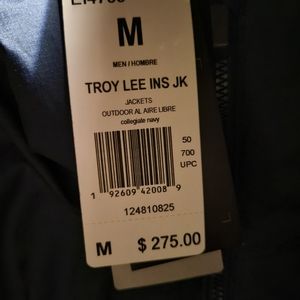 M
MEN / HOMBRE
TROY LEE INS JK
JACKETS
OUTDOOR AL AIRE LIBRE
collegiate navy
50
700
UPC
1 92609 42008 9
124810825
M $ 275.00